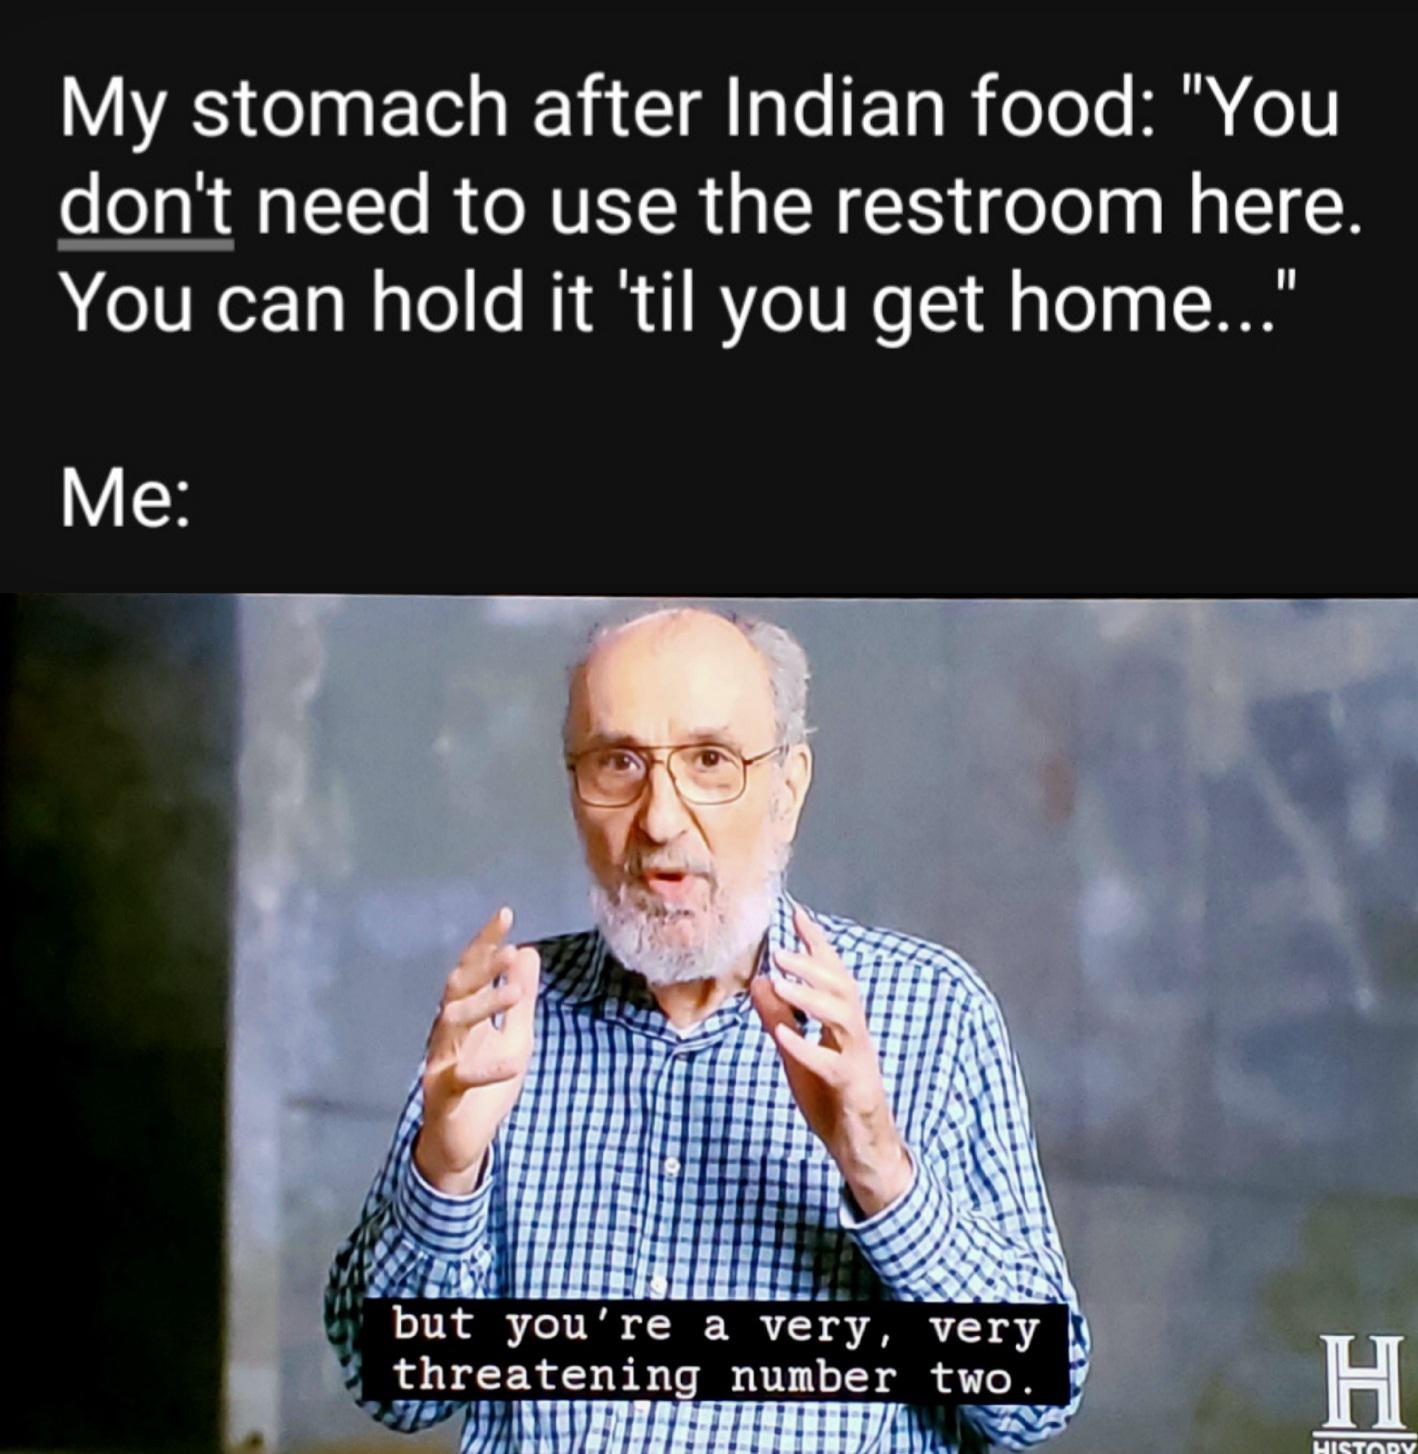 My stomach after Indian food: "You
don't need to use the restroom here.
You can hold it 'til you get home..."
Me:
but you're a very, very
threatening number two.
H
HISTORY